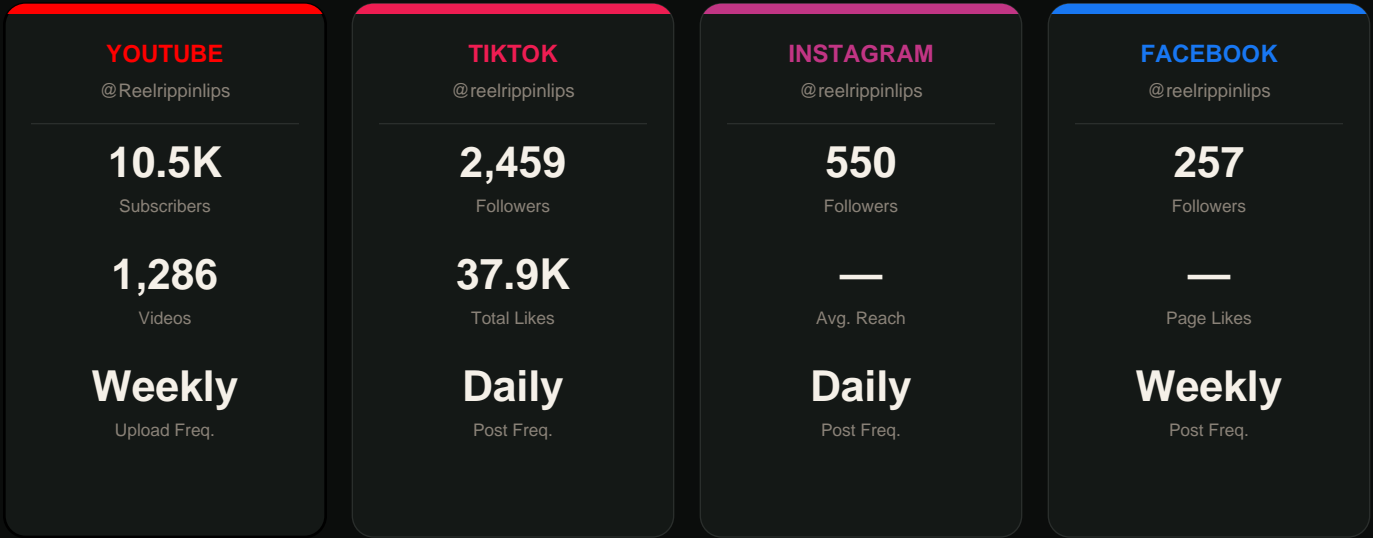 YOUTUBE
@Reelrippinlips
10.5K
Subscribers
1,286
Videos
Weekly
Upload Freq.
TIKTOK
@reelrippinlips
2,459
Followers
37.9K
Total Likes
Daily
Post Freq.
INSTAGRAM
@reelrippinlips
550
Followers
—
Avg. Reach
Daily
Post Freq.
FACEBOOK
@reelrippinlips
257
Followers
—
Page Likes
Weekly
Post Freq.